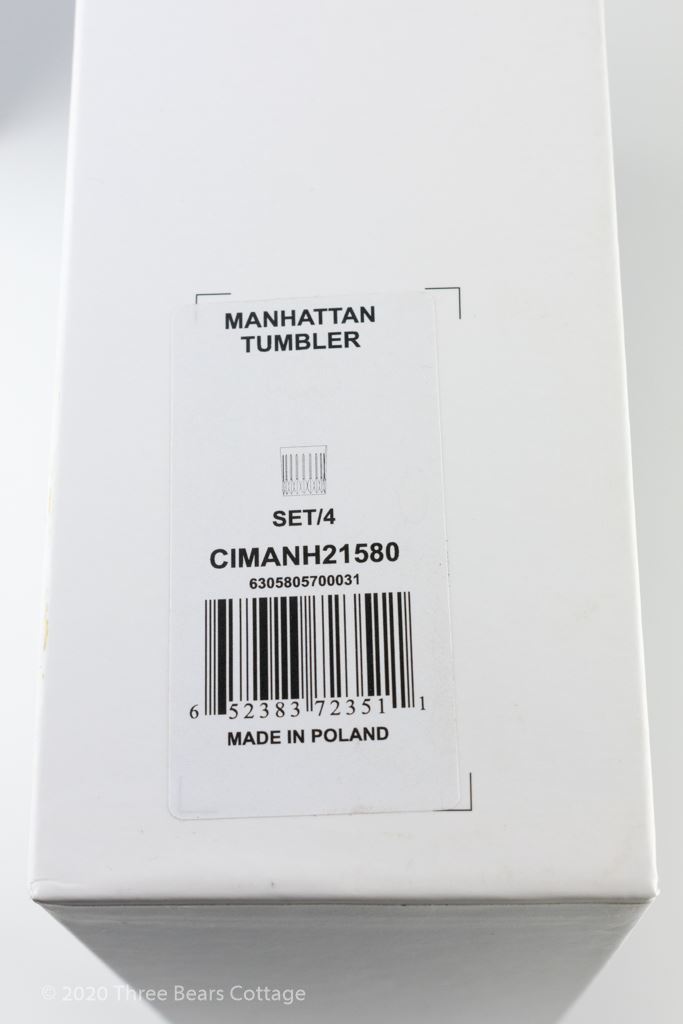 MANHATTAN
TUMBLER
SET/4
CIMANH21580
6305805700031
6 52383 72351 1
MADE IN POLAND
© 2020 Three Bears Cottage